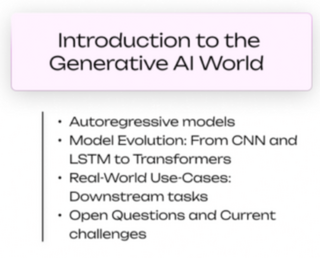 Introduction to the
Generative AI World
• Autoregressive models
• Model Evolution: From CNN and
LSTM to Transformers
• Real-World Use-Cases:
Downstream tasks
• Open Questions and Current
challenges